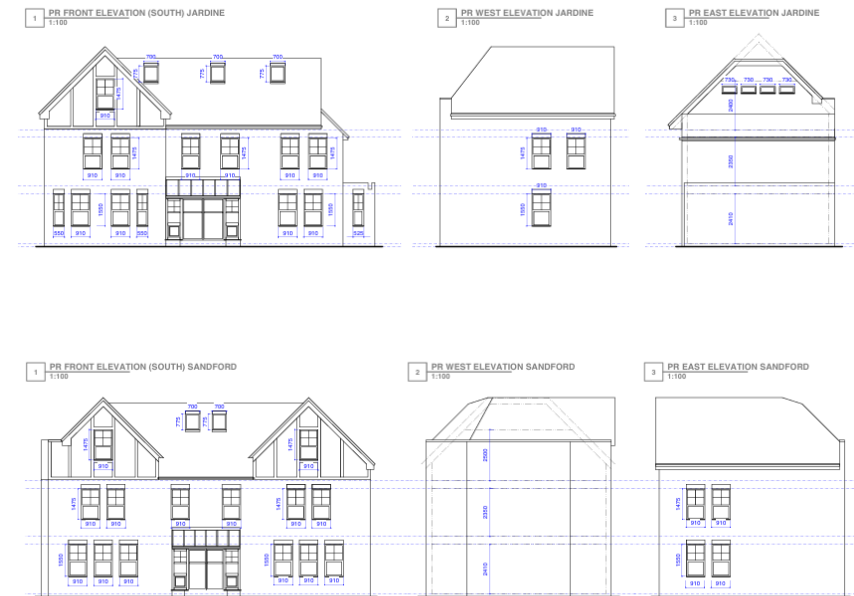 1 PR FRONT ELEVATION (SOUTH) JARDINE
1:100
2 PR WEST ELEVATION JARDINE
1:100
3 PR EAST ELEVATION JARDINE
1:100
700 700 700
775 775 775
1475
910
730 730 730 730
2400
910 910
1475 1475 1475
910 910 910 910 910
1475
2350
910 910
910
1550 1550
550 910 910 550 910 910 525
1550
2410
1 PR FRONT ELEVATION (SOUTH) SANDFORD
1:100
2 PR WEST ELEVATION SANDFORD
1:100
3 PR EAST ELEVATION SANDFORD
1:100
700 700
775 775
1475 1475
910 910
2500
1475 1475
910 910 910 910 910 910
2350
1475
910 910
1550 1550
910 910 910 910 910 910
2410
1550
910 910